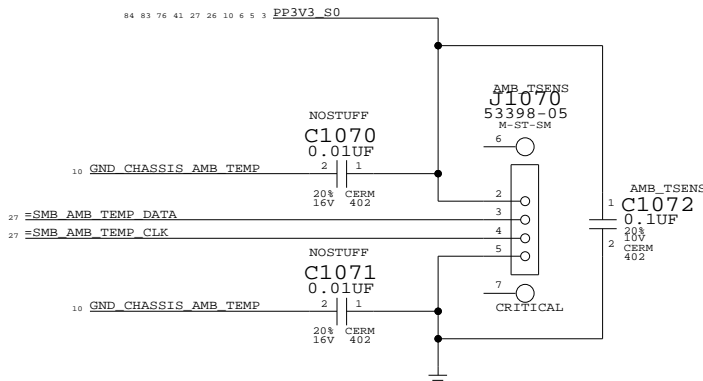 84 83 76 41 27 26 10 6 5 3 PP3V3_S0
AMB_TSENS
J1070
53398-05
M-ST-SM
NOSTUFF
C1070
0.01UF
6
10 GND_CHASSIS_AMB_TEMP
2 1
20% CERM
16V 402
2
AMB_TSENS
1 C1072
0.1UF
20%
10V
2 CERM
402
27 =SMB_AMB_TEMP_DATA
3
27 =SMB_AMB_TEMP_CLK
4
NOSTUFF
5
C1071
0.01UF
7
10 GND_CHASSIS_AMB_TEMP
2 1
CRITICAL
20% CERM
16V 402